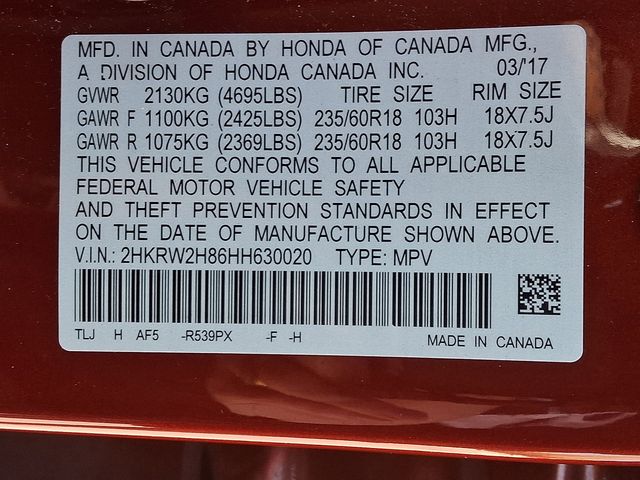 MFD. IN CANADA BY HONDA OF CANADA MFG.,
A DIVISION OF HONDA CANADA INC. 03/'17
GVWR 2130KG (4695LBS) TIRE SIZE RIM SIZE
GAWR F 1100KG (2425LBS) 235/60R18 103H 18X7.5J
GAWR R 1075KG (2369LBS) 235/60R18 103H 18X7.5J
THIS VEHICLE CONFORMS TO ALL APPLICABLE
FEDERAL MOTOR VEHICLE SAFETY
AND THEFT PREVENTION STANDARDS IN EFFECT
ON THE DATE OF MANUFACTURE SHOWN ABOVE.
V.I.N.: 2HKRW2H86HH630020 TYPE: MPV
TLJ H AF5 -R539PX -F -H
MADE IN CANADA